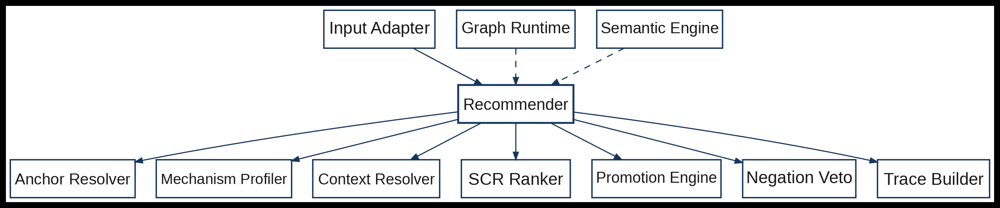 Input Adapter
Graph Runtime
Semantic Engine
Recommender
Anchor Resolver
Mechanism Profiler
Context Resolver
SCR Ranker
Promotion Engine
Negation Veto
Trace Builder